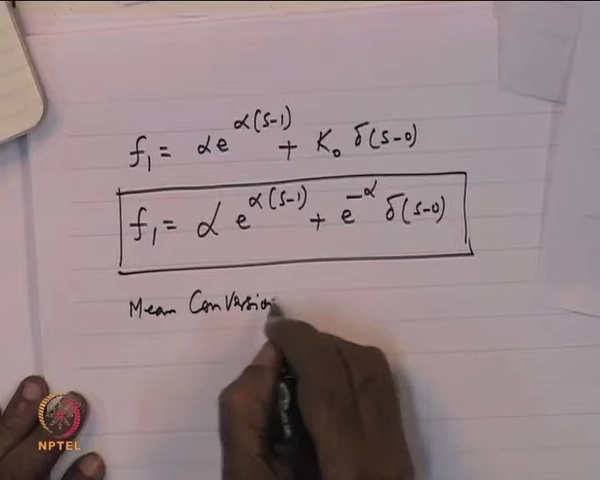 f₁ = αe^α(s-1) + K₀ δ(s-0)
f₁ = α e^α(s-1) + e^-α δ(s-0)
Mean Conversion
NPTEL